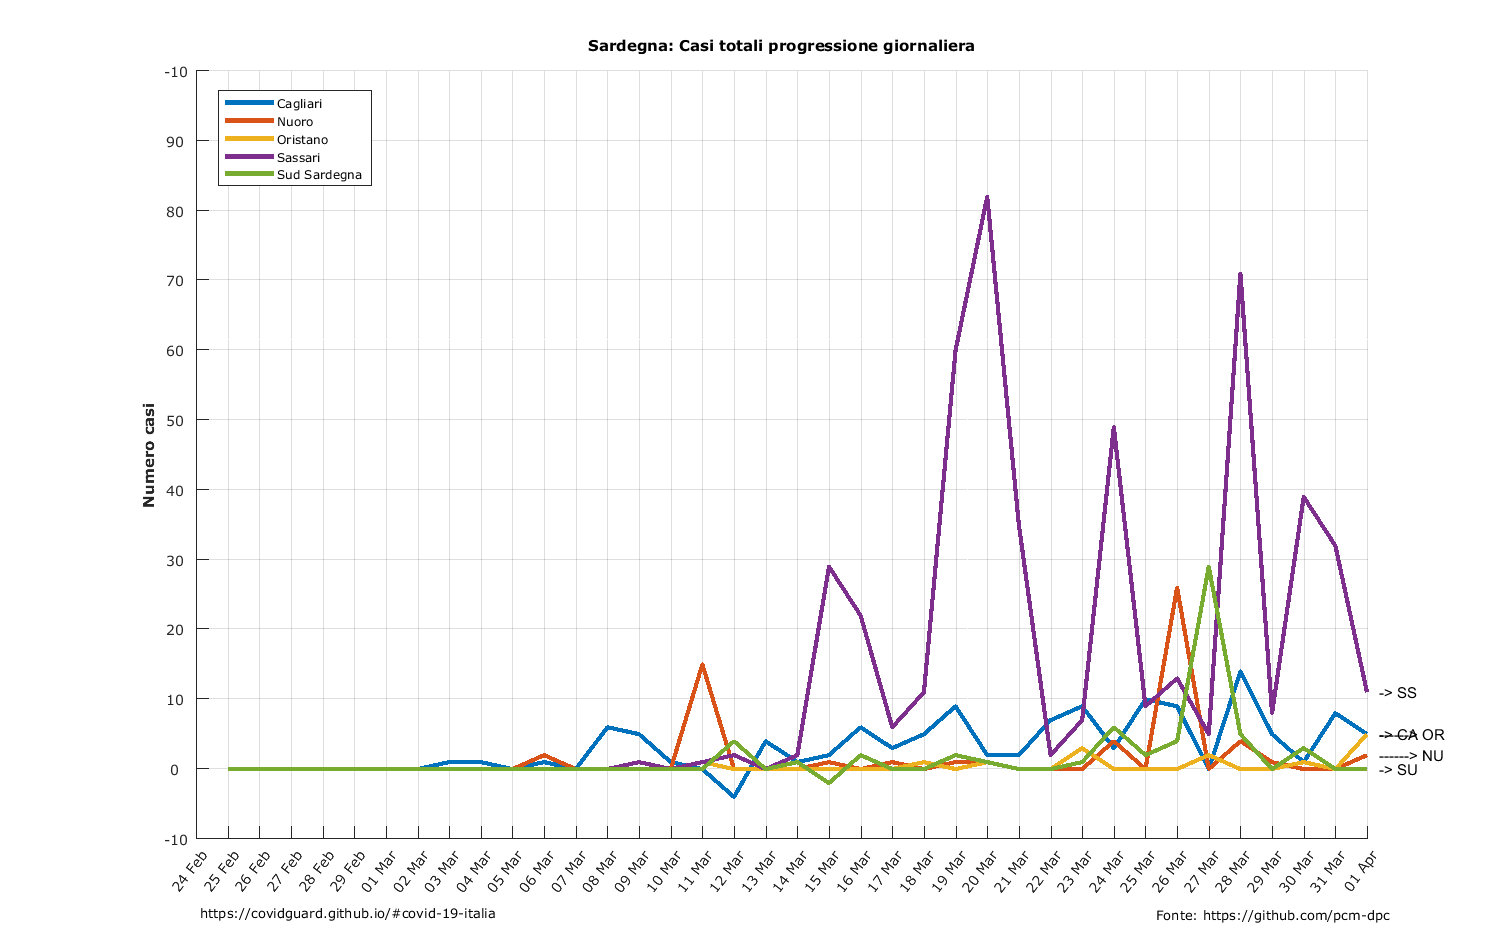 Sardegna: Casi totali progressione giornaliera
-10
90
80
70
60
50
40
30
20
10
0
-10
Numero casi
Cagliari
Nuoro
Oristano
Sassari
Sud Sardegna
-> SS
-> CA
----> OR
------> NU
-> SU
24 Feb
25 Feb
26 Feb
27 Feb
28 Feb
29 Feb
01 Mar
02 Mar
03 Mar
04 Mar
05 Mar
06 Mar
07 Mar
08 Mar
09 Mar
10 Mar
11 Mar
12 Mar
13 Mar
14 Mar
15 Mar
16 Mar
17 Mar
18 Mar
19 Mar
20 Mar
21 Mar
22 Mar
23 Mar
24 Mar
25 Mar
26 Mar
27 Mar
28 Mar
29 Mar
30 Mar
31 Mar
01 Apr
https://covidguard.github.io/#covid-19-italia
Fonte: https://github.com/pcm-dpc